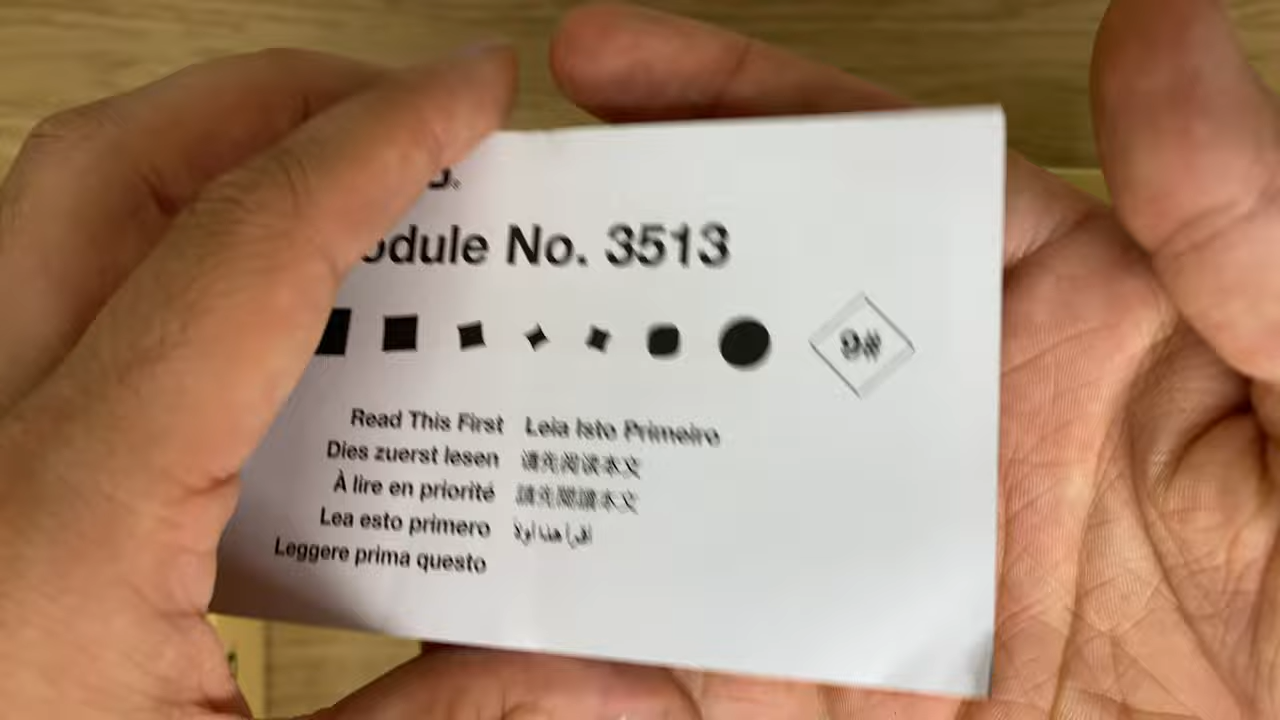 odule No. 3513
9#
Read This First
Dies zuerst lesen
À lire en priorité
Lea esto primero
Leggere prima questo
Leia Isto Primeiro
请先阅读本文
請先閱讀本文
اقرأ هذا أولاً